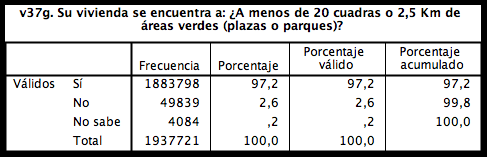 v37g. Su vivienda se encuentra a: ¿A menos de 20 cuadras o 2,5 Km de
áreas verdes (plazas o parques)?
Frecuencia Porcentaje Porcentaje válido Porcentaje acumulado
Válidos Sí 1883798 97,2 97,2 97,2
No 49839 2,6 2,6 99,8
No sabe 4084 ,2 ,2 100,0
Total 1937721 100,0 100,0